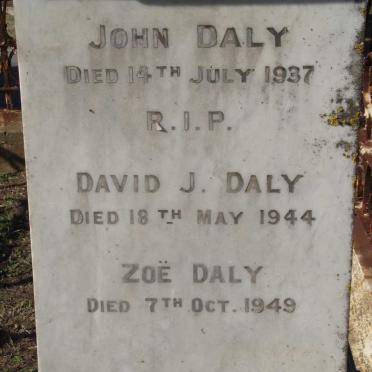 JOHN DALY
DIED 14TH JULY 1937
R.I.P.
DAVID J. DALY
DIED 18TH MAY 1944
ZOË DALY
DIED 7TH OCT. 1949